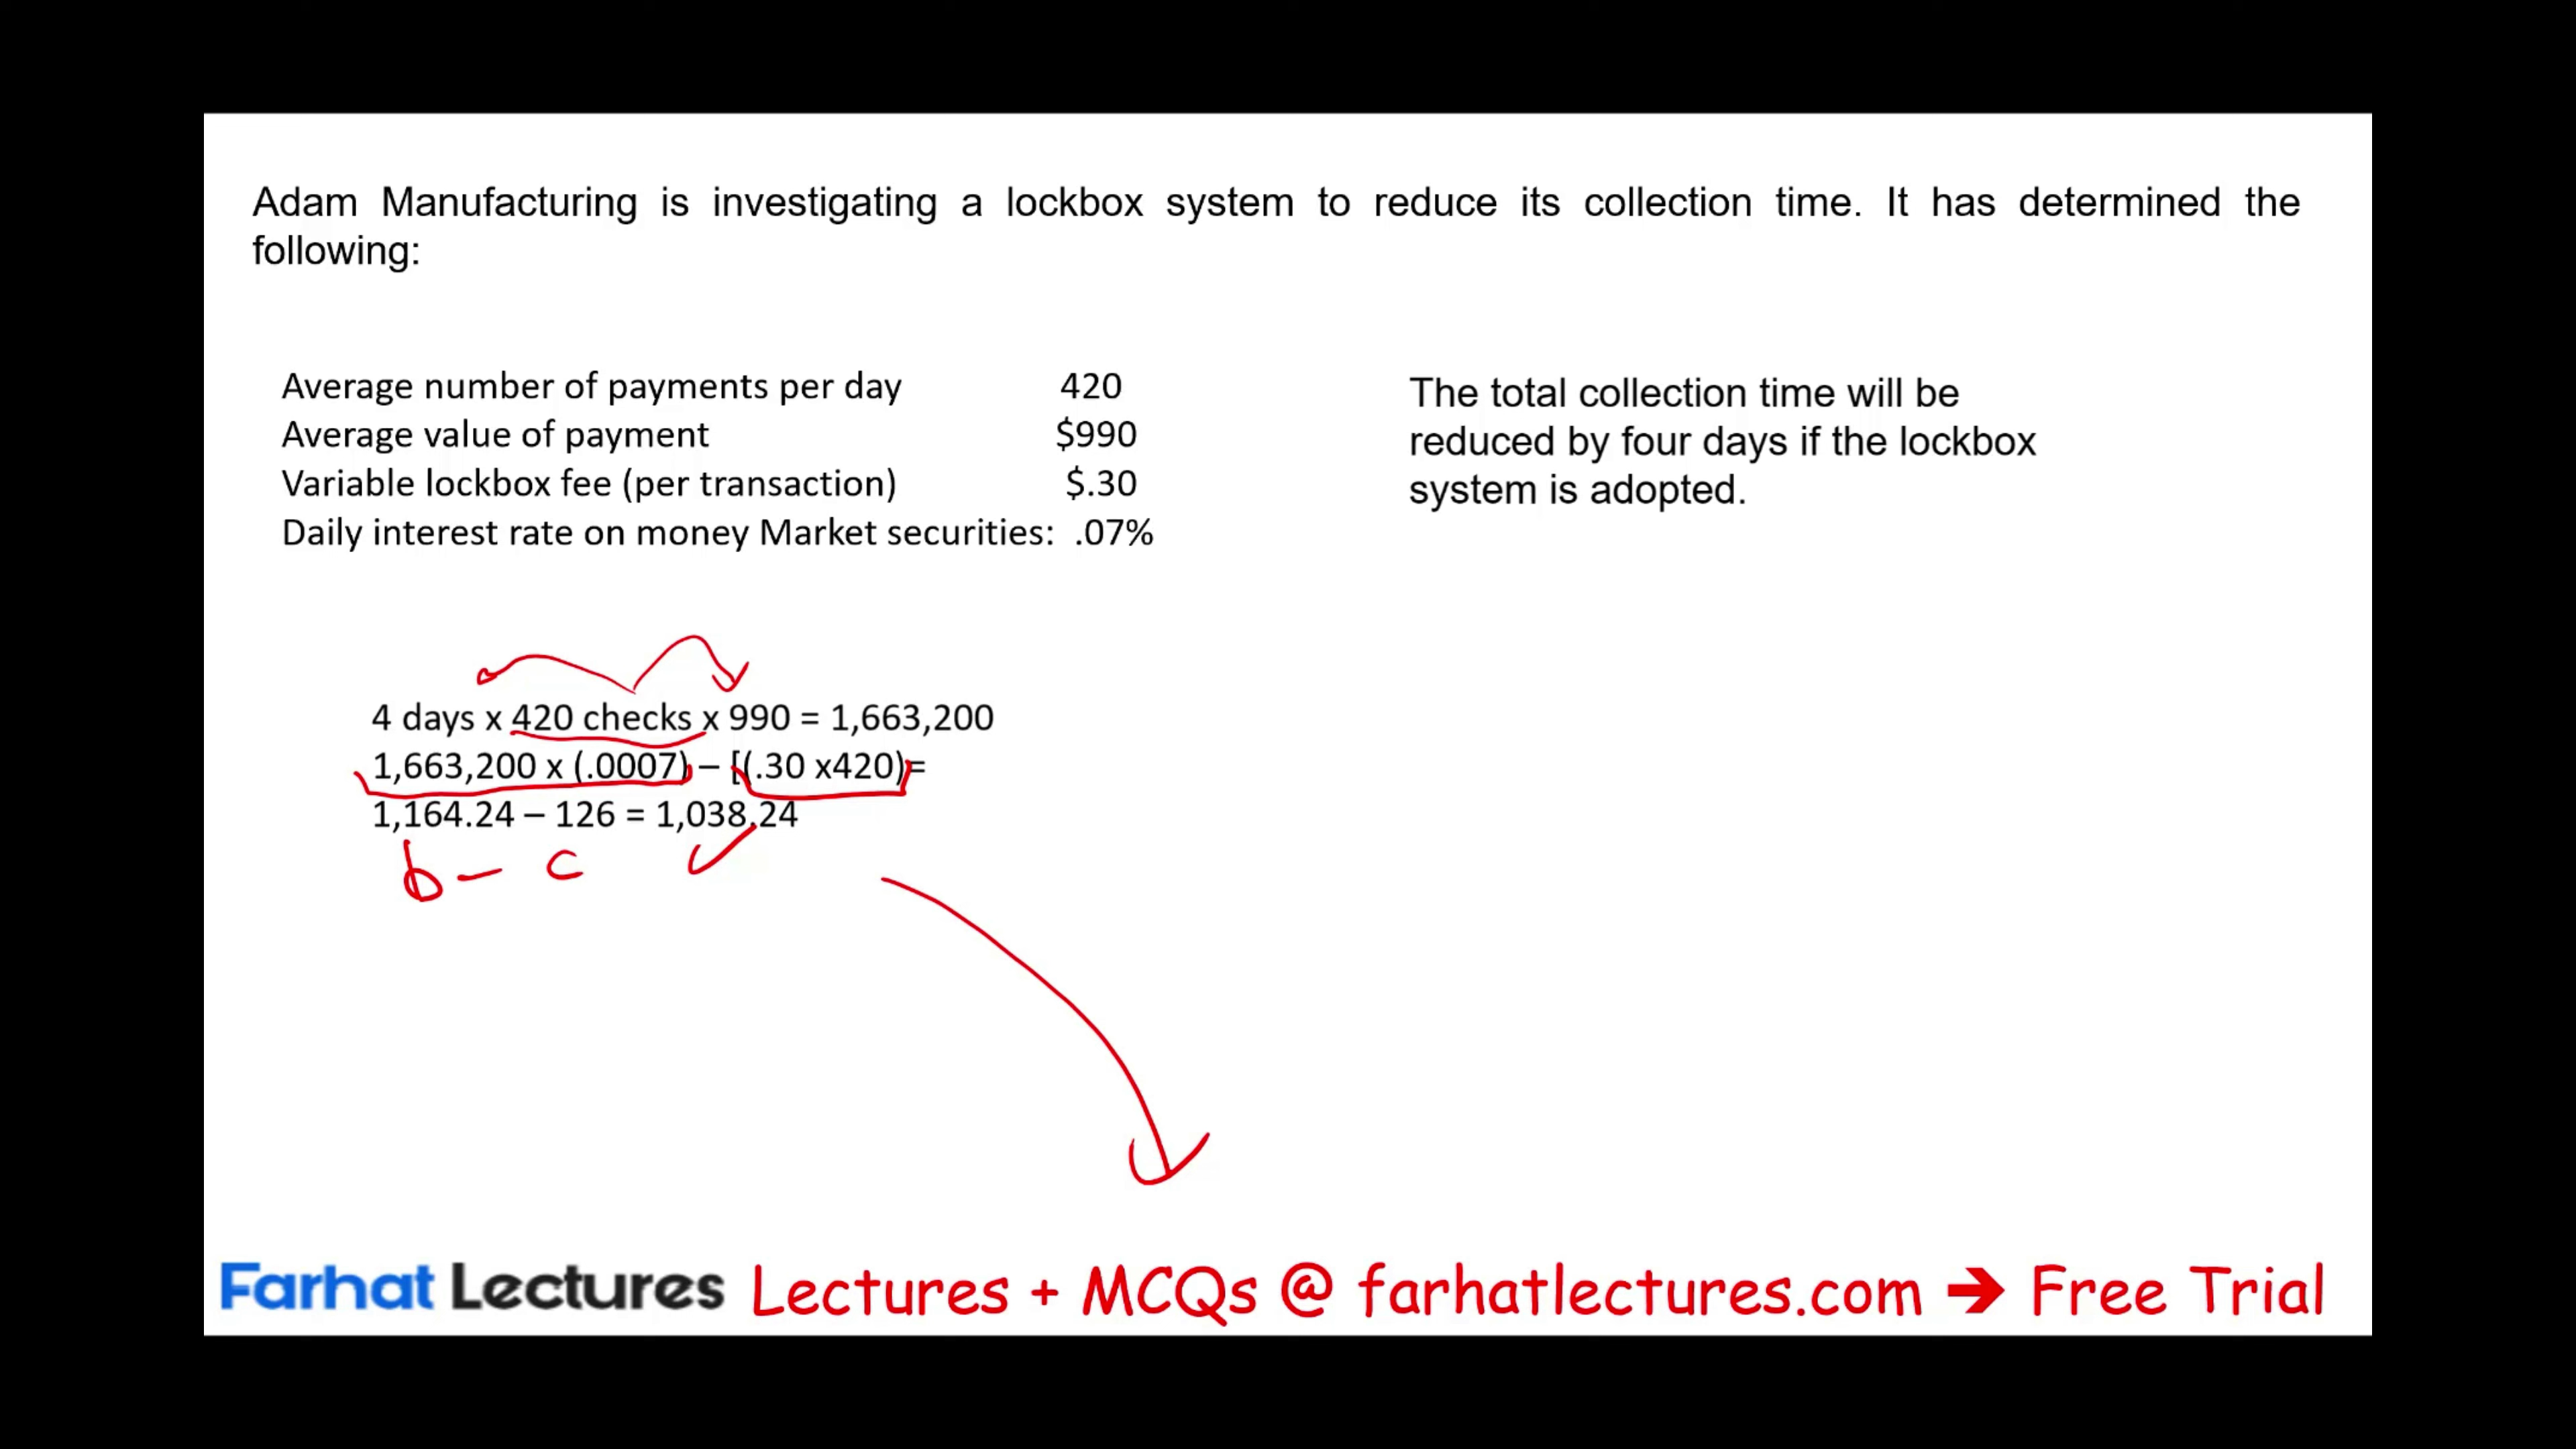 Adam Manufacturing is investigating a lockbox system to reduce its collection time. It has determined the
following:
Average number of payments per day 420
Average value of payment $990
Variable lockbox fee (per transaction) $.30
Daily interest rate on money Market securities: .07%
The total collection time will be
reduced by four days if the lockbox
system is adopted.
4 days x 420 checks x 990 = 1,663,200
1,663,200 x (.0007) – [(.30 x420)=
1,164.24 – 126 = 1,038.24
b – c
Farhat Lectures Lectures + MCQs @ farhatlectures.com ➔ Free Trial